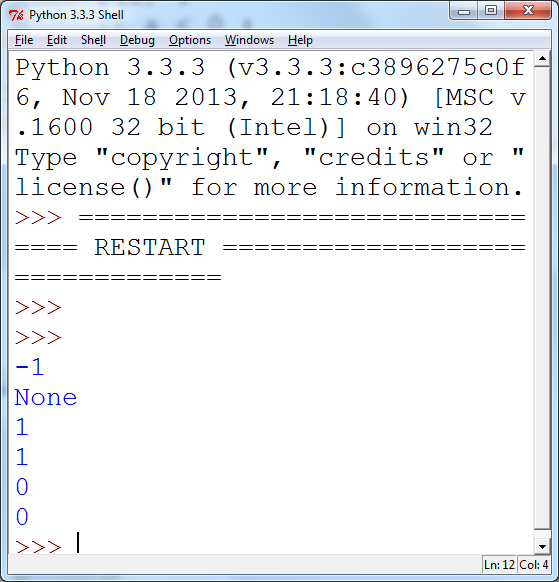 Python 3.3.3 Shell
File Edit Shell Debug Options Windows Help
Python 3.3.3 (v3.3.3:c3896275c0f
6, Nov 18 2013, 21:18:40) [MSC v
.1600 32 bit (Intel)] on win32
Type "copyright", "credits" or "
license()" for more information.
>>> ============================
==== RESTART ===================
=============
>>>
>>>
-1
None
1
1
0
0
>>>
Ln: 12 Col: 4